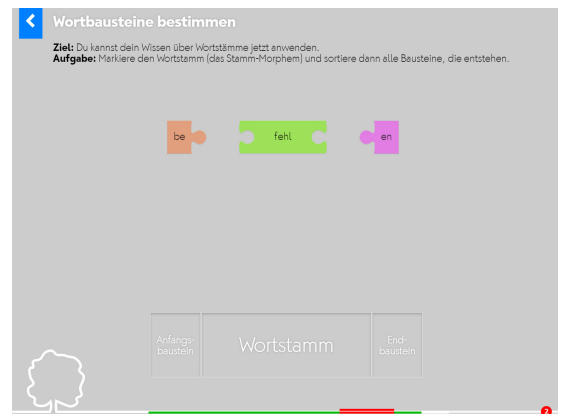 Wortbausteine bestimmen
Ziel: Du kannst dein Wissen über Wortstämme jetzt anwenden.
Aufgabe: Markiere den Wortstamm (das Stamm-Morphem) und sortiere dann alle Bausteine, die entstehen.
be fehl en
Anfangs-
baustein
Wortstamm
End-
baustein
2